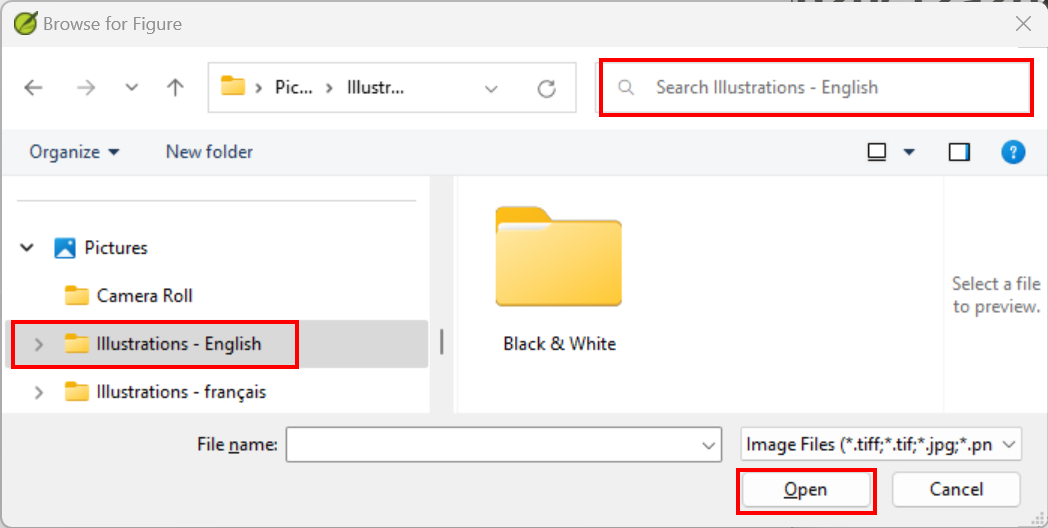 Browse for Figure
Pic... Illustr...
Search Illustrations - English
Organize New folder
Pictures
Camera Roll
Illustrations - English
Illustrations - français
Black & White
Select a file
to preview.
File name:
Image Files (*.tiff;*.tif;*.jpg;*.pn
Open Cancel